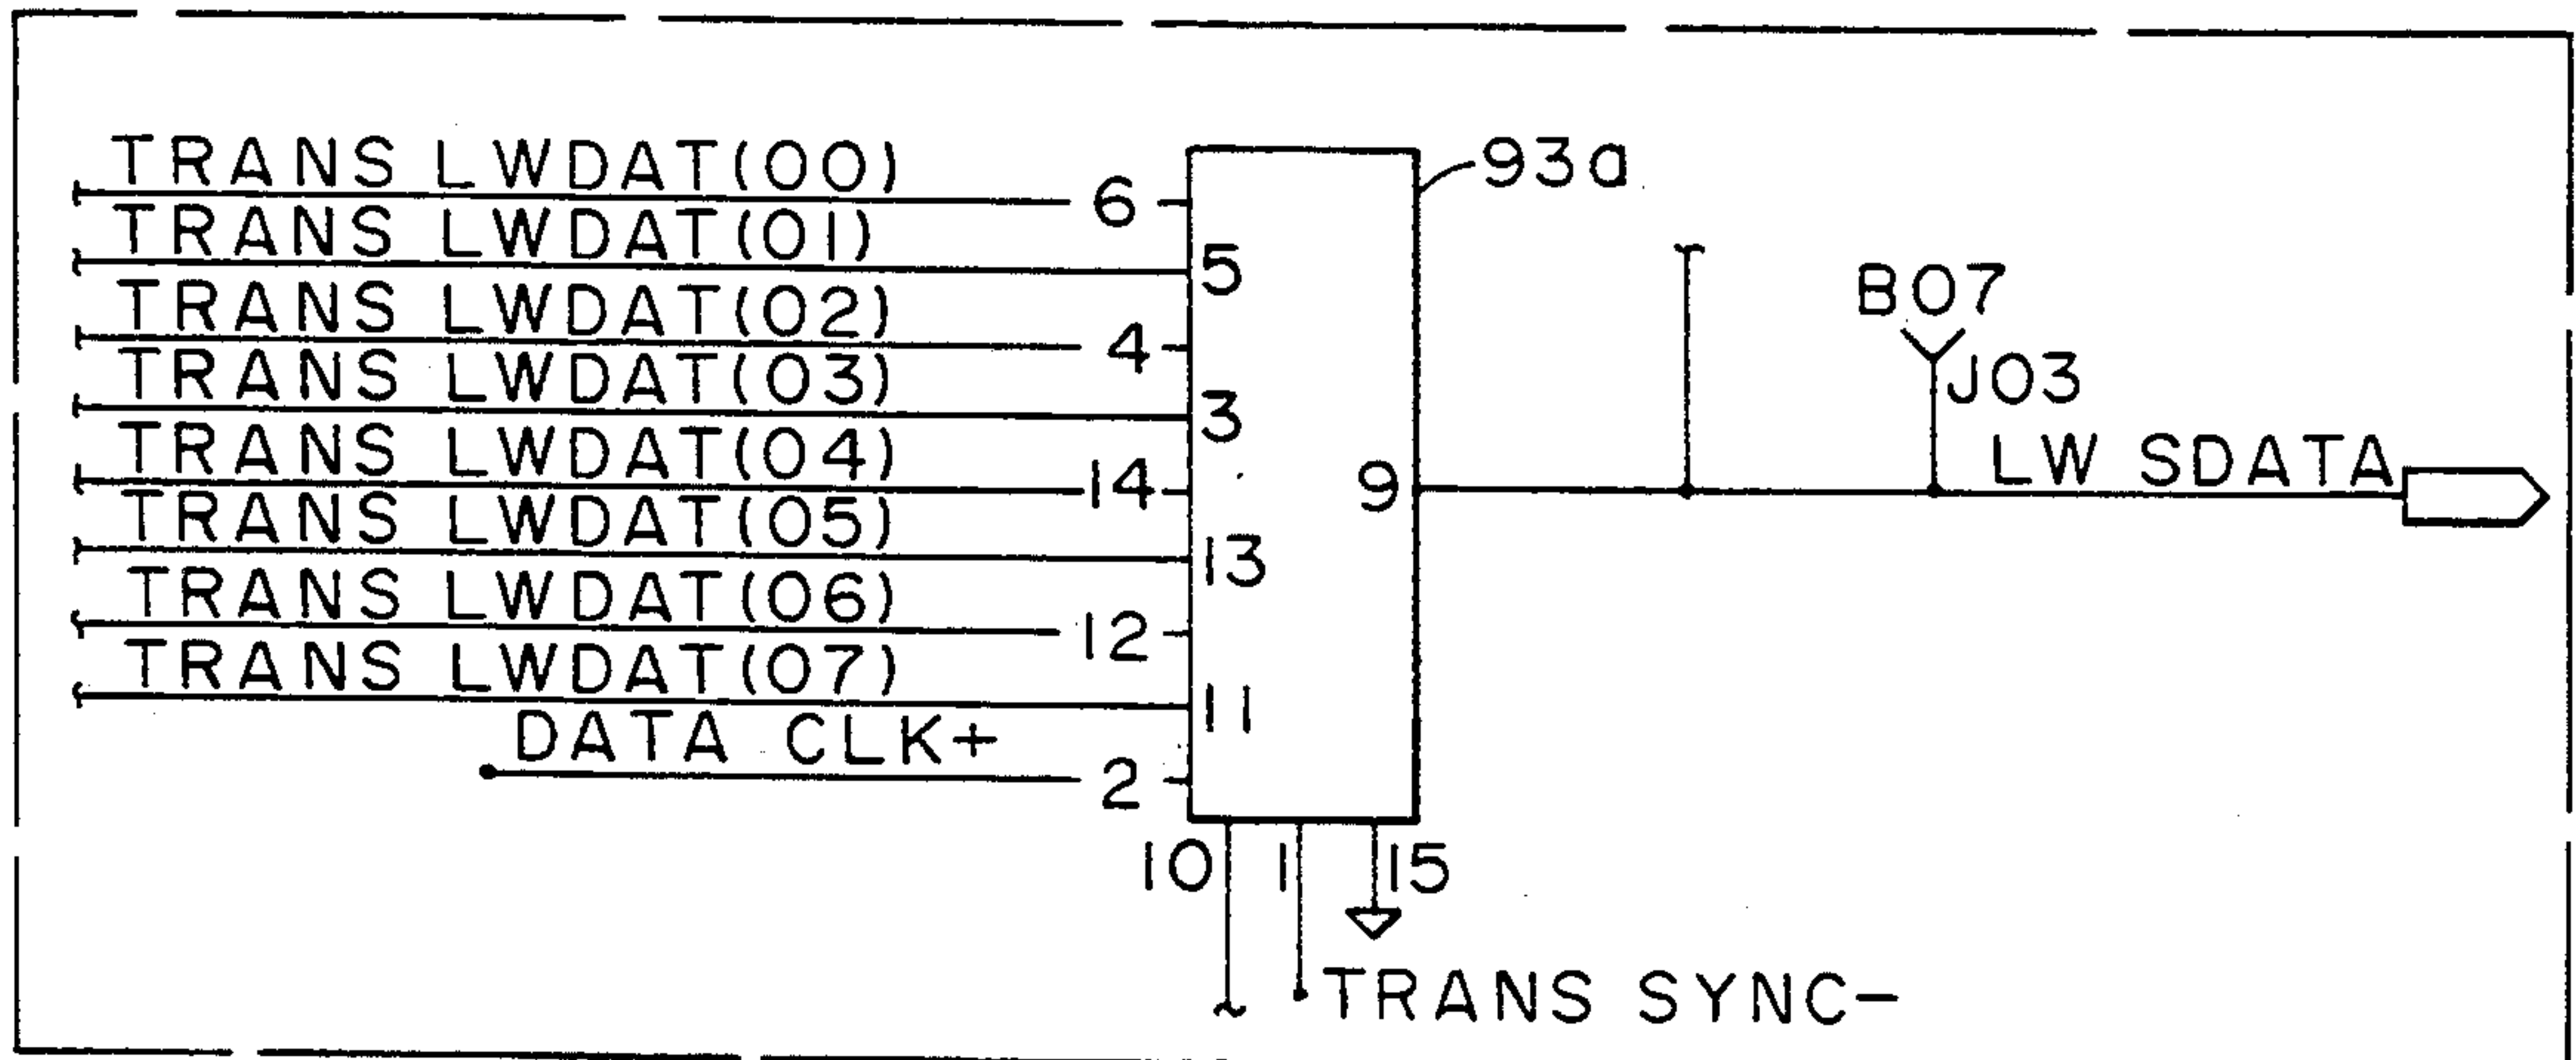 TRANS LWDAT(00)
6
93a
TRANS LWDAT(01)
5
TRANS LWDAT(02)
4
B07
TRANS LWDAT(03)
3
J03
TRANS LWDAT(04)
14
9
LW SDATA
TRANS LWDAT(05)
13
TRANS LWDAT(06)
12
TRANS LWDAT(07)
11
DATA CLK+
2
10
1
15
TRANS SYNC-